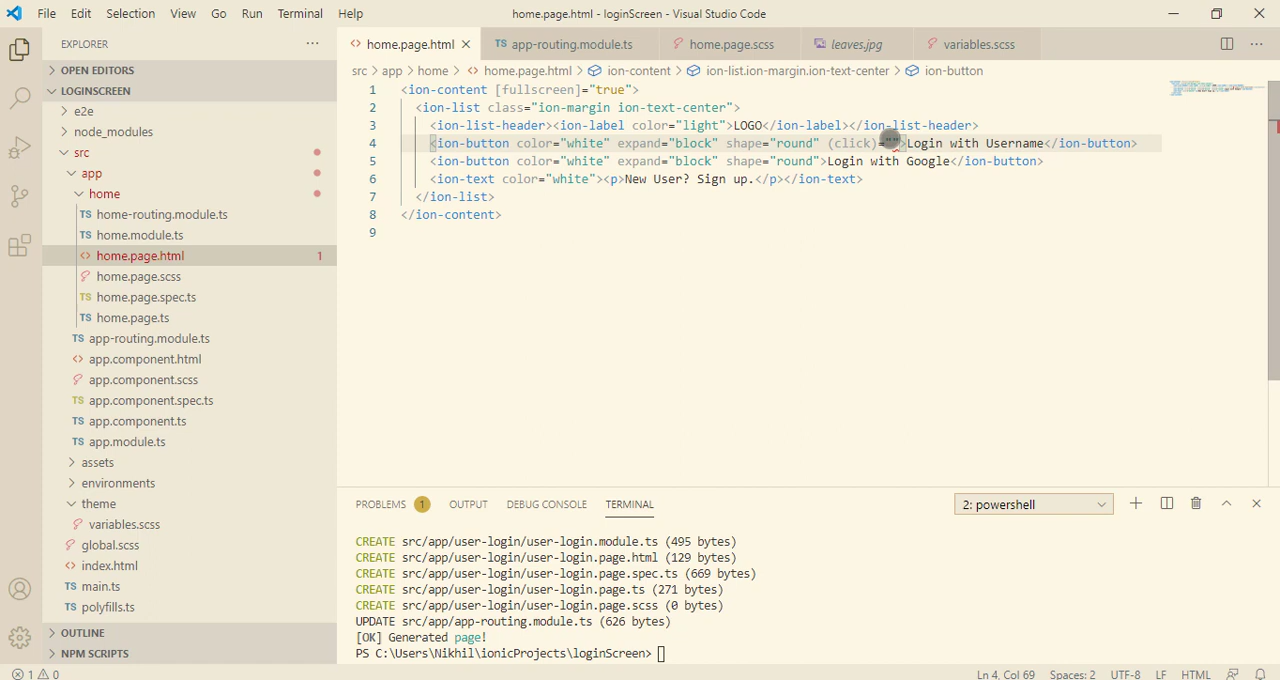 File Edit Selection View Go Run Terminal Help home.page.html - loginScreen - Visual Studio Code
EXPLORER
OPEN EDITORS
LOGINSCREEN
e2e
node_modules
src
app
home
home-routing.module.ts
home.module.ts
home.page.html 1
home.page.scss
home.page.spec.ts
home.page.ts
app-routing.module.ts
app.component.html
app.component.scss
app.component.spec.ts
app.component.ts
app.module.ts
assets
environments
theme
variables.scss
global.scss
index.html
main.ts
polyfills.ts
OUTLINE
NPM SCRIPTS
home.page.html app-routing.module.ts home.page.scss leaves.jpg variables.scss
src > app > home > home.page.html > ion-content > ion-list.ion-margin.ion-text-center > ion-button
1 <ion-content [fullscreen]="true">
2 <ion-list class="ion-margin ion-text-center">
3 <ion-list-header><ion-label color="light">LOGO</ion-label></ion-list-header>
4 <ion-button color="white" expand="block" shape="round" (click)="">Login with Username</ion-button>
5 <ion-button color="white" expand="block" shape="round">Login with Google</ion-button>
6 <ion-text color="white"><p>New User? Sign up.</p></ion-text>
7 </ion-list>
8 </ion-content>
9
PROBLEMS 1 OUTPUT DEBUG CONSOLE TERMINAL 2: powershell
CREATE src/app/user-login/user-login.module.ts (495 bytes)
CREATE src/app/user-login/user-login.page.html (129 bytes)
CREATE src/app/user-login/user-login.page.spec.ts (669 bytes)
CREATE src/app/user-login/user-login.page.ts (271 bytes)
CREATE src/app/user-login/user-login.page.scss (0 bytes)
UPDATE src/app/app-routing.module.ts (626 bytes)
[OK] Generated page!
PS C:\Users\Nikhil\ionicProjects\loginScreen>
1 0 Ln 4, Col 69 Spaces: 2 UTF-8 LF HTML